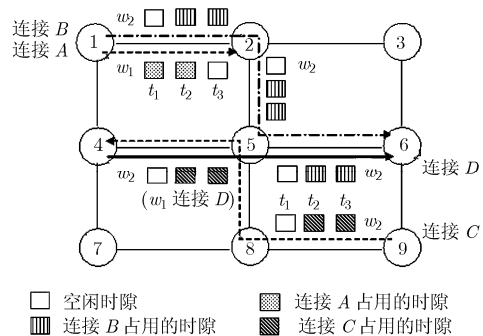 连接 B
连接 A
w₂
1
2
3
w₁
w₂
t₁ t₂ t₃
4
5
6
连接 D
w₂
w₂
(w₁ 连接 D)
t₁ t₂ t₃
w₂
连接 C
7
8
9
空闲时隙
连接 A 占用的时隙
连接 B 占用的时隙
连接 C 占用的时隙